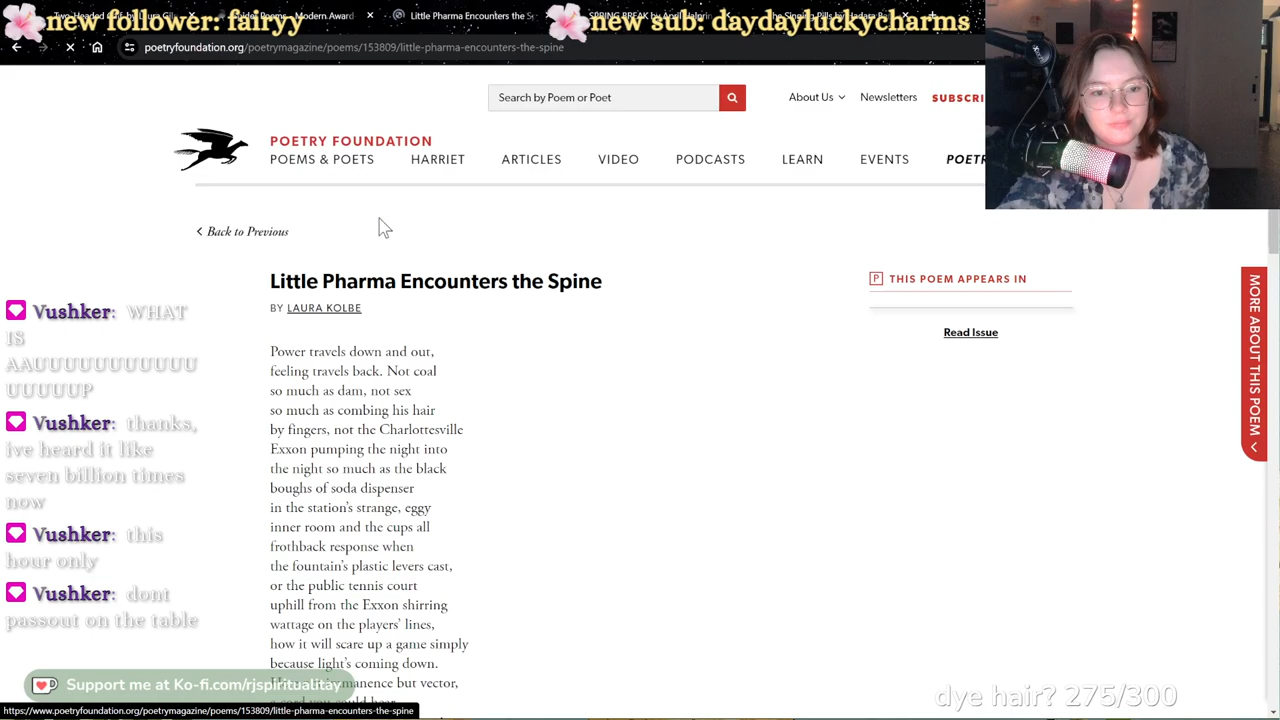 new follower: fairyy
new sub: daydayluckycharms
Little Pharma Encounters the
poetryfoundation.org/poetrymagazine/poems/153809/little-pharma-encounters-the-spine
Search by Poem or Poet
About Us
Newsletters
SUBSCRI
POETRY FOUNDATION
POEMS & POETS
HARRIET
ARTICLES
VIDEO
PODCASTS
LEARN
EVENTS
POET
Back to Previous
Little Pharma Encounters the Spine
BY LAURA KOLBE
Power travels down and out,
feeling travels back. Not coal
so much as dam, not sex
so much as combing his hair
by fingers, not the Charlottesville
Exxon pumping the night into
the night so much as the black
boughs of soda dispenser
in the station's strange, eggy
inner room and the cups all
frothback response when
the fountain's plastic levers cast,
or the public tennis court
uphill from the Exxon shirring
wattage on the players' lines,
how it will scare up a game simply
because light's coming down.
manence but vector,
P THIS POEM APPEARS IN
Read Issue
MORE ABOUT THIS POEM
Vushker: WHAT
IS
AAUUUUUUUUUUU
UUUUUP
Vushker: thanks,
ive heard it like
seven billion times
now
Vushker: this
hour only
Vushker: dont
passout on the table
Support me at Ko-fi.com/rjspiritualitay
https://www.poetryfoundation.org/poetrymagazine/poems/153809/little-pharma-encounters-the-spine
dye hair? 275/300